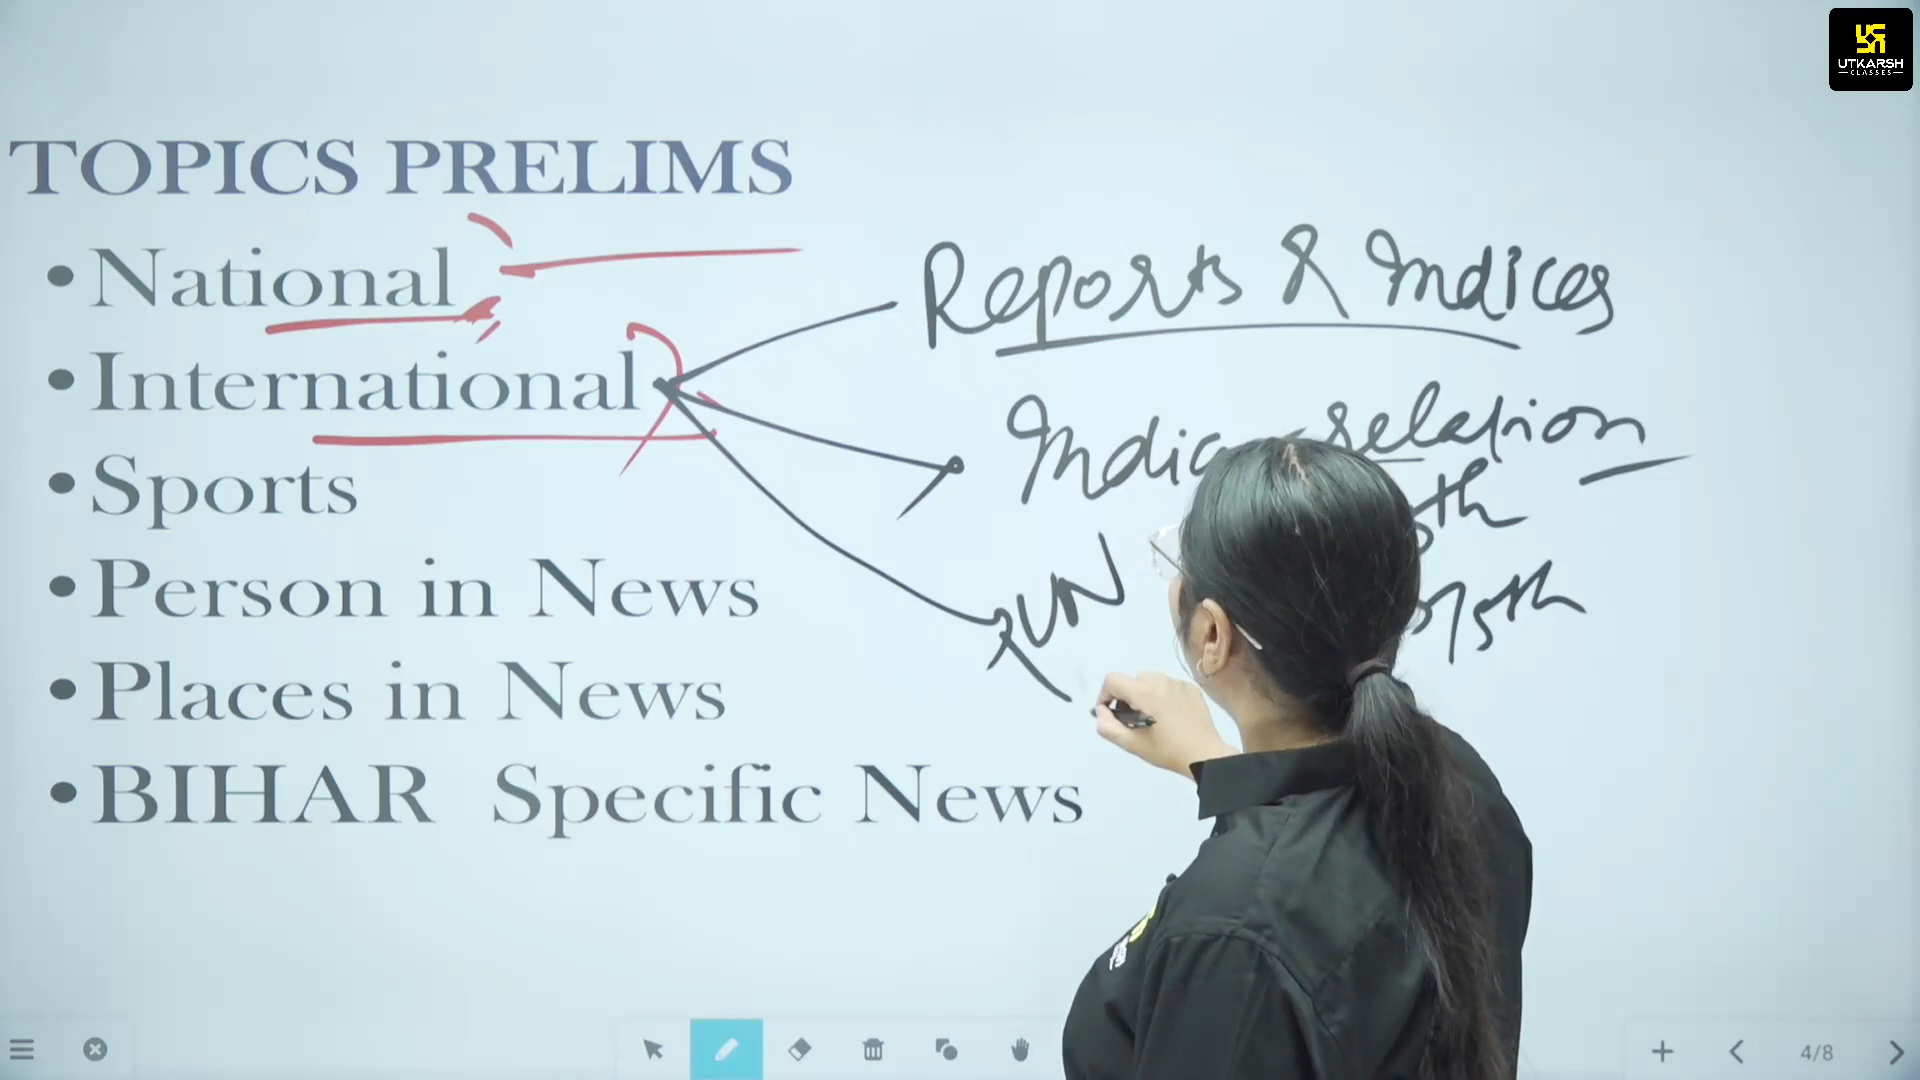 UTKARSH
CLASSES
TOPICS PRELIMS
• National
• International
• Sports
• Person in News
• Places in News
• BIHAR Specific News
Reports & Indices
relation
UN
75th
4/8